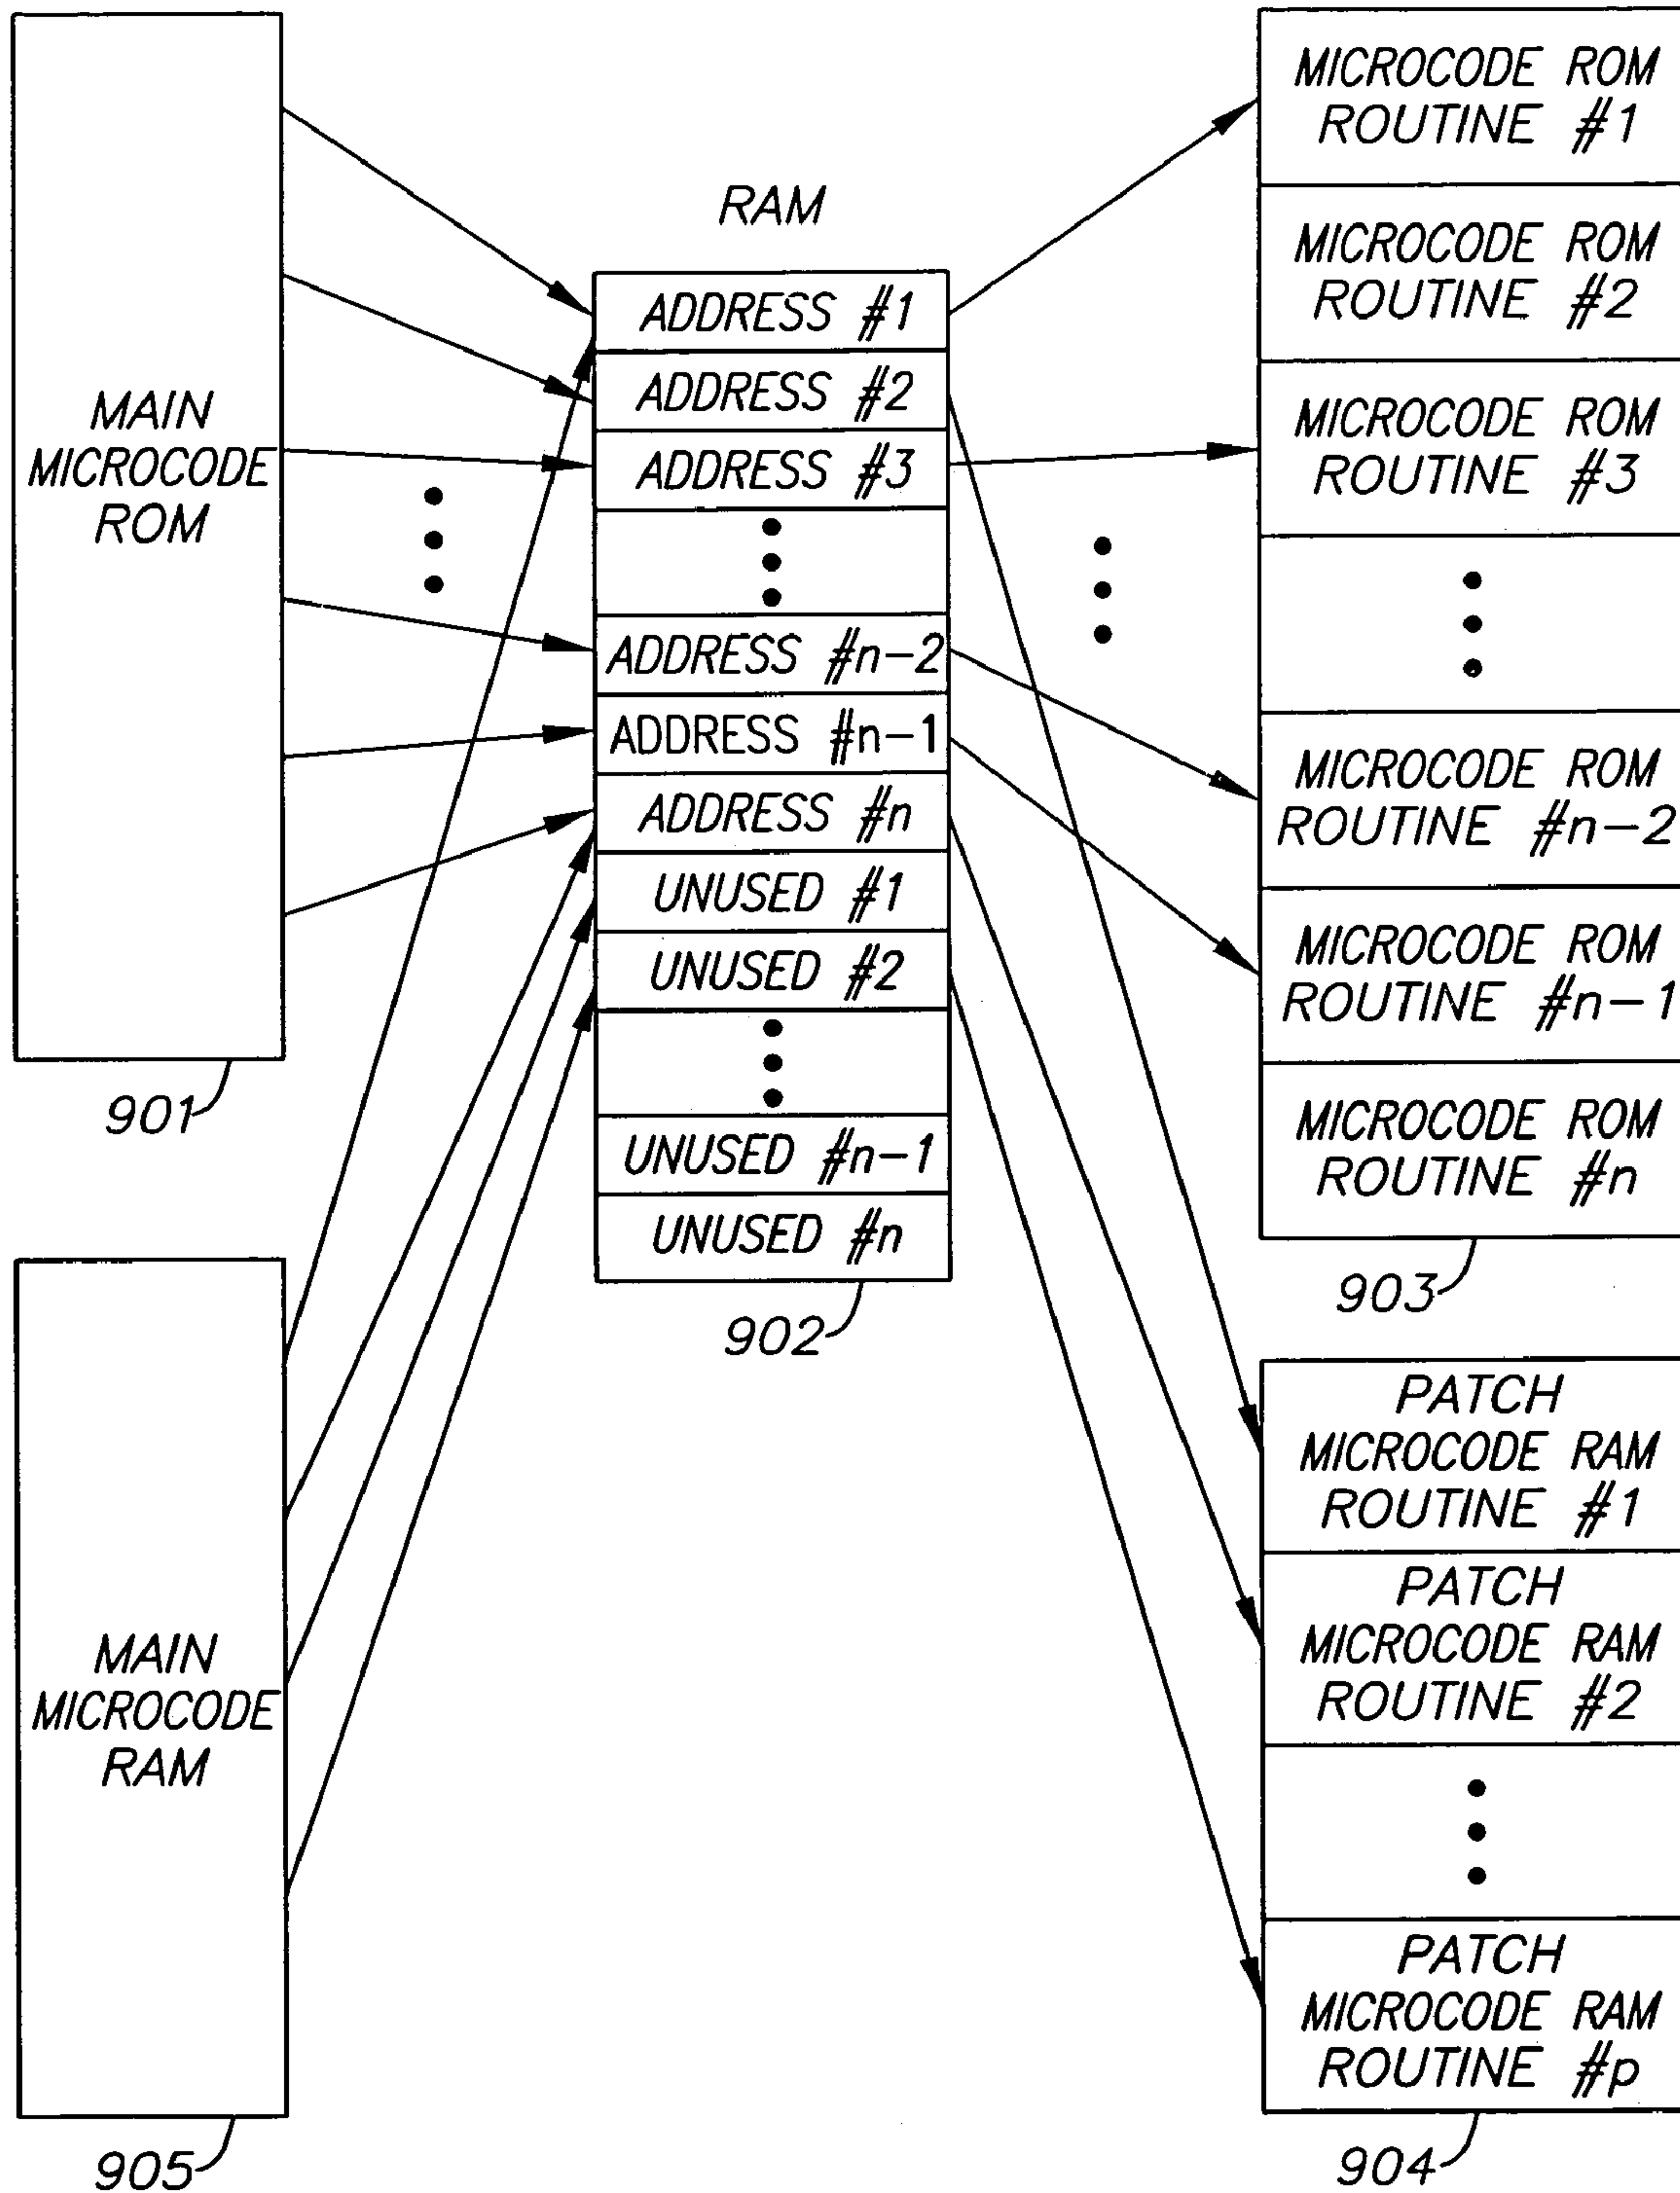 MAIN
MICROCODE
ROM
901
MAIN
MICROCODE
RAM
905
RAM
ADDRESS #1
ADDRESS #2
ADDRESS #3
ADDRESS #n-2
ADDRESS #n-1
ADDRESS #n
UNUSED #1
UNUSED #2
UNUSED #n-1
UNUSED #n
902
MICROCODE ROM
ROUTINE #1
MICROCODE ROM
ROUTINE #2
MICROCODE ROM
ROUTINE #3
MICROCODE ROM
ROUTINE #n-2
MICROCODE ROM
ROUTINE #n-1
MICROCODE ROM
ROUTINE #n
903
PATCH
MICROCODE RAM
ROUTINE #1
PATCH
MICROCODE RAM
ROUTINE #2
PATCH
MICROCODE RAM
ROUTINE #p
904